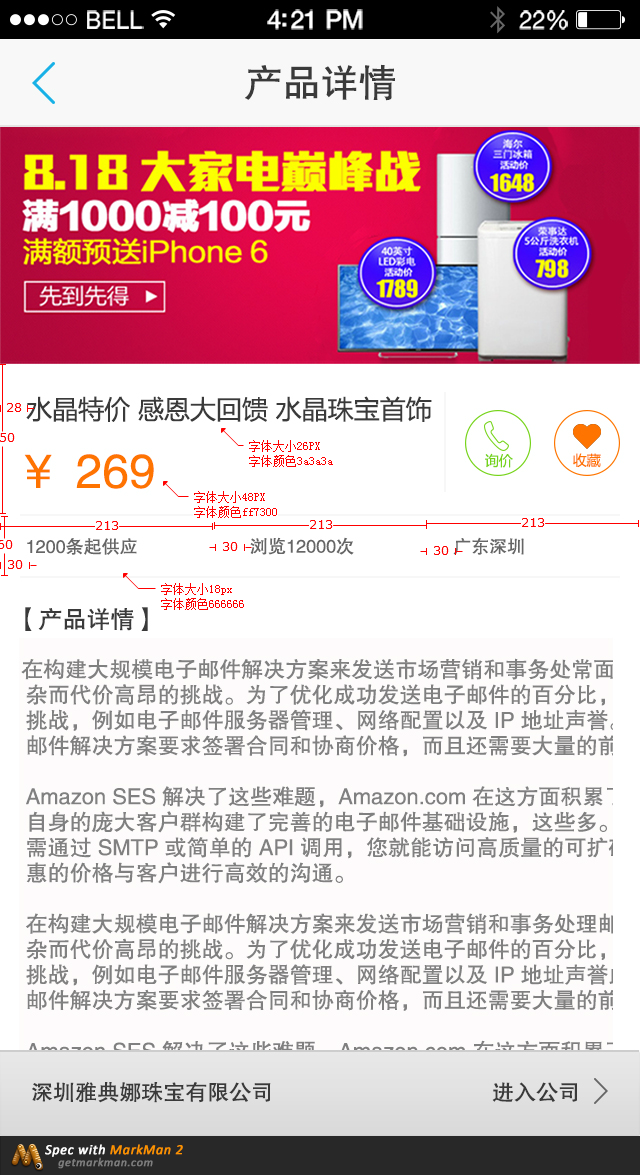 BELL
4:21 PM
22%
产品详情
8.18 大家电巅峰战
满1000减100元
满额预送iPhone 6
先到先得
海尔
三门冰箱
活动价
1648
荣事达
5公斤洗衣机
活动价
798
40英寸
LED彩电
活动价
1789
28
水晶特价 感恩大回馈 水晶珠宝首饰
字体大小26PX
字体颜色3a3a3a
询价
收藏
50
¥ 269
字体大小48PX
字体颜色ff7300
213
213
213
60
1200条起供应
30
浏览12000次
30
广东深圳
30
字体大小18px
字体颜色666666
【 产品详情 】
在构建大规模电子邮件解决方案来发送市场营销和事务处常面
杂而代价高昂的挑战。为了优化成功发送电子邮件的百分比，
挑战，例如电子邮件服务器管理、网络配置以及 IP 地址声誉。
邮件解决方案要求签署合同和协商价格，而且还需要大量的前
Amazon SES 解决了这些难题，Amazon.com 在这方面积累了
自身的庞大客户群构建了完善的电子邮件基础设施，这些多。
需通过 SMTP 或简单的 API 调用，您就能访问高质量的可扩
惠的价格与客户进行高效的沟通。
在构建大规模电子邮件解决方案来发送市场营销和事务处理邮
杂而代价高昂的挑战。为了优化成功发送电子邮件的百分比，
挑战，例如电子邮件服务器管理、网络配置以及 IP 地址声誉
邮件解决方案要求签署合同和协商价格，而且还需要大量的前
Amazon SES 解决了这些难题，Amazon.com 在这方面积累
深圳雅典娜珠宝有限公司
进入公司
Spec with MarkMan 2
getmarkman.com